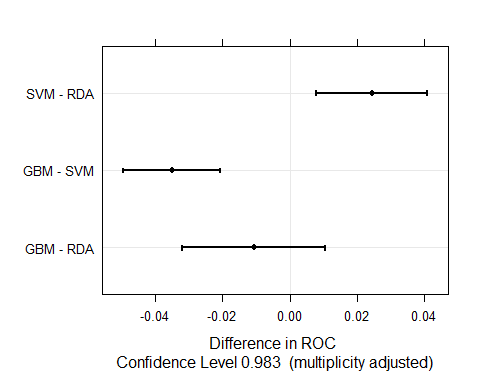 SVM - RDA
GBM - SVM
GBM - RDA
-0.04 -0.02 0.00 0.02 0.04
Difference in ROC
Confidence Level 0.983 (multiplicity adjusted)